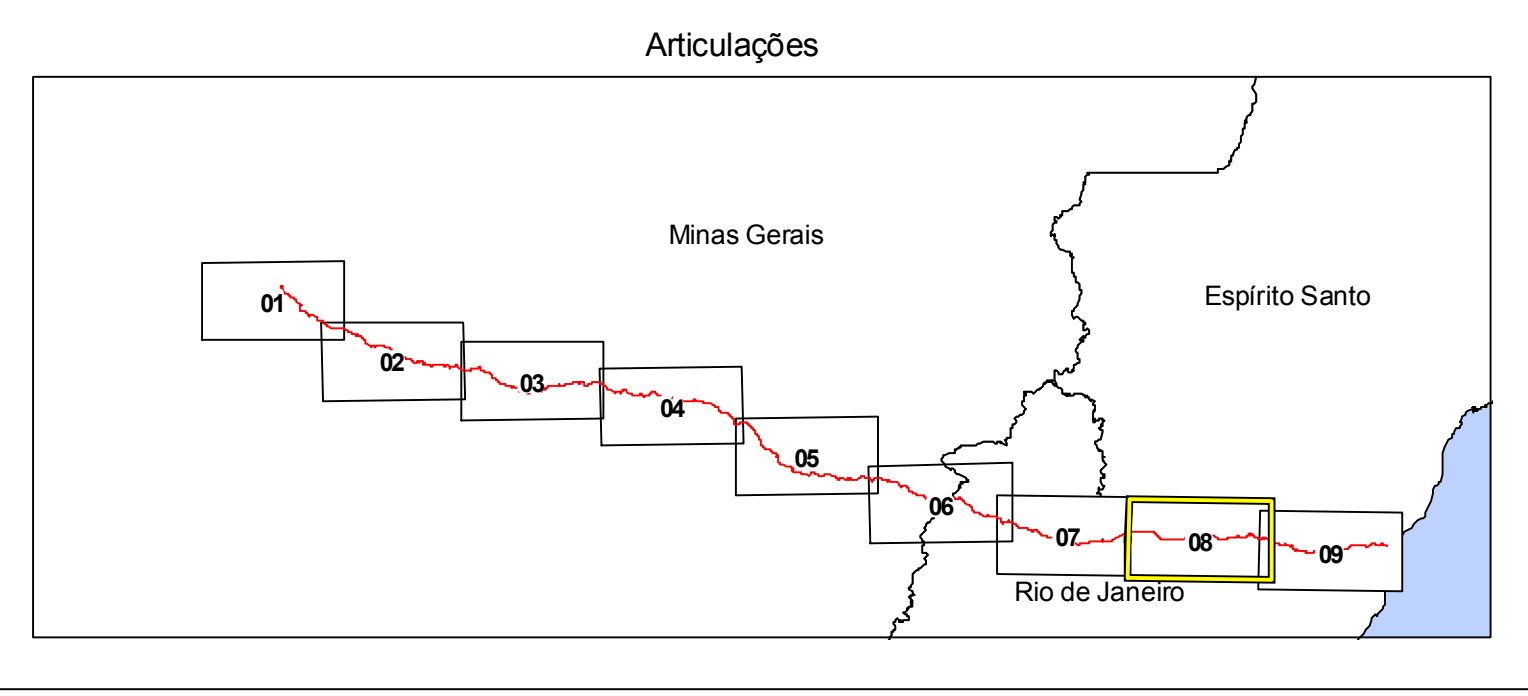 Articulações
Minas Gerais
Espírito Santo
01
02
03
04
05
06
07
08
09
Rio de Janeiro